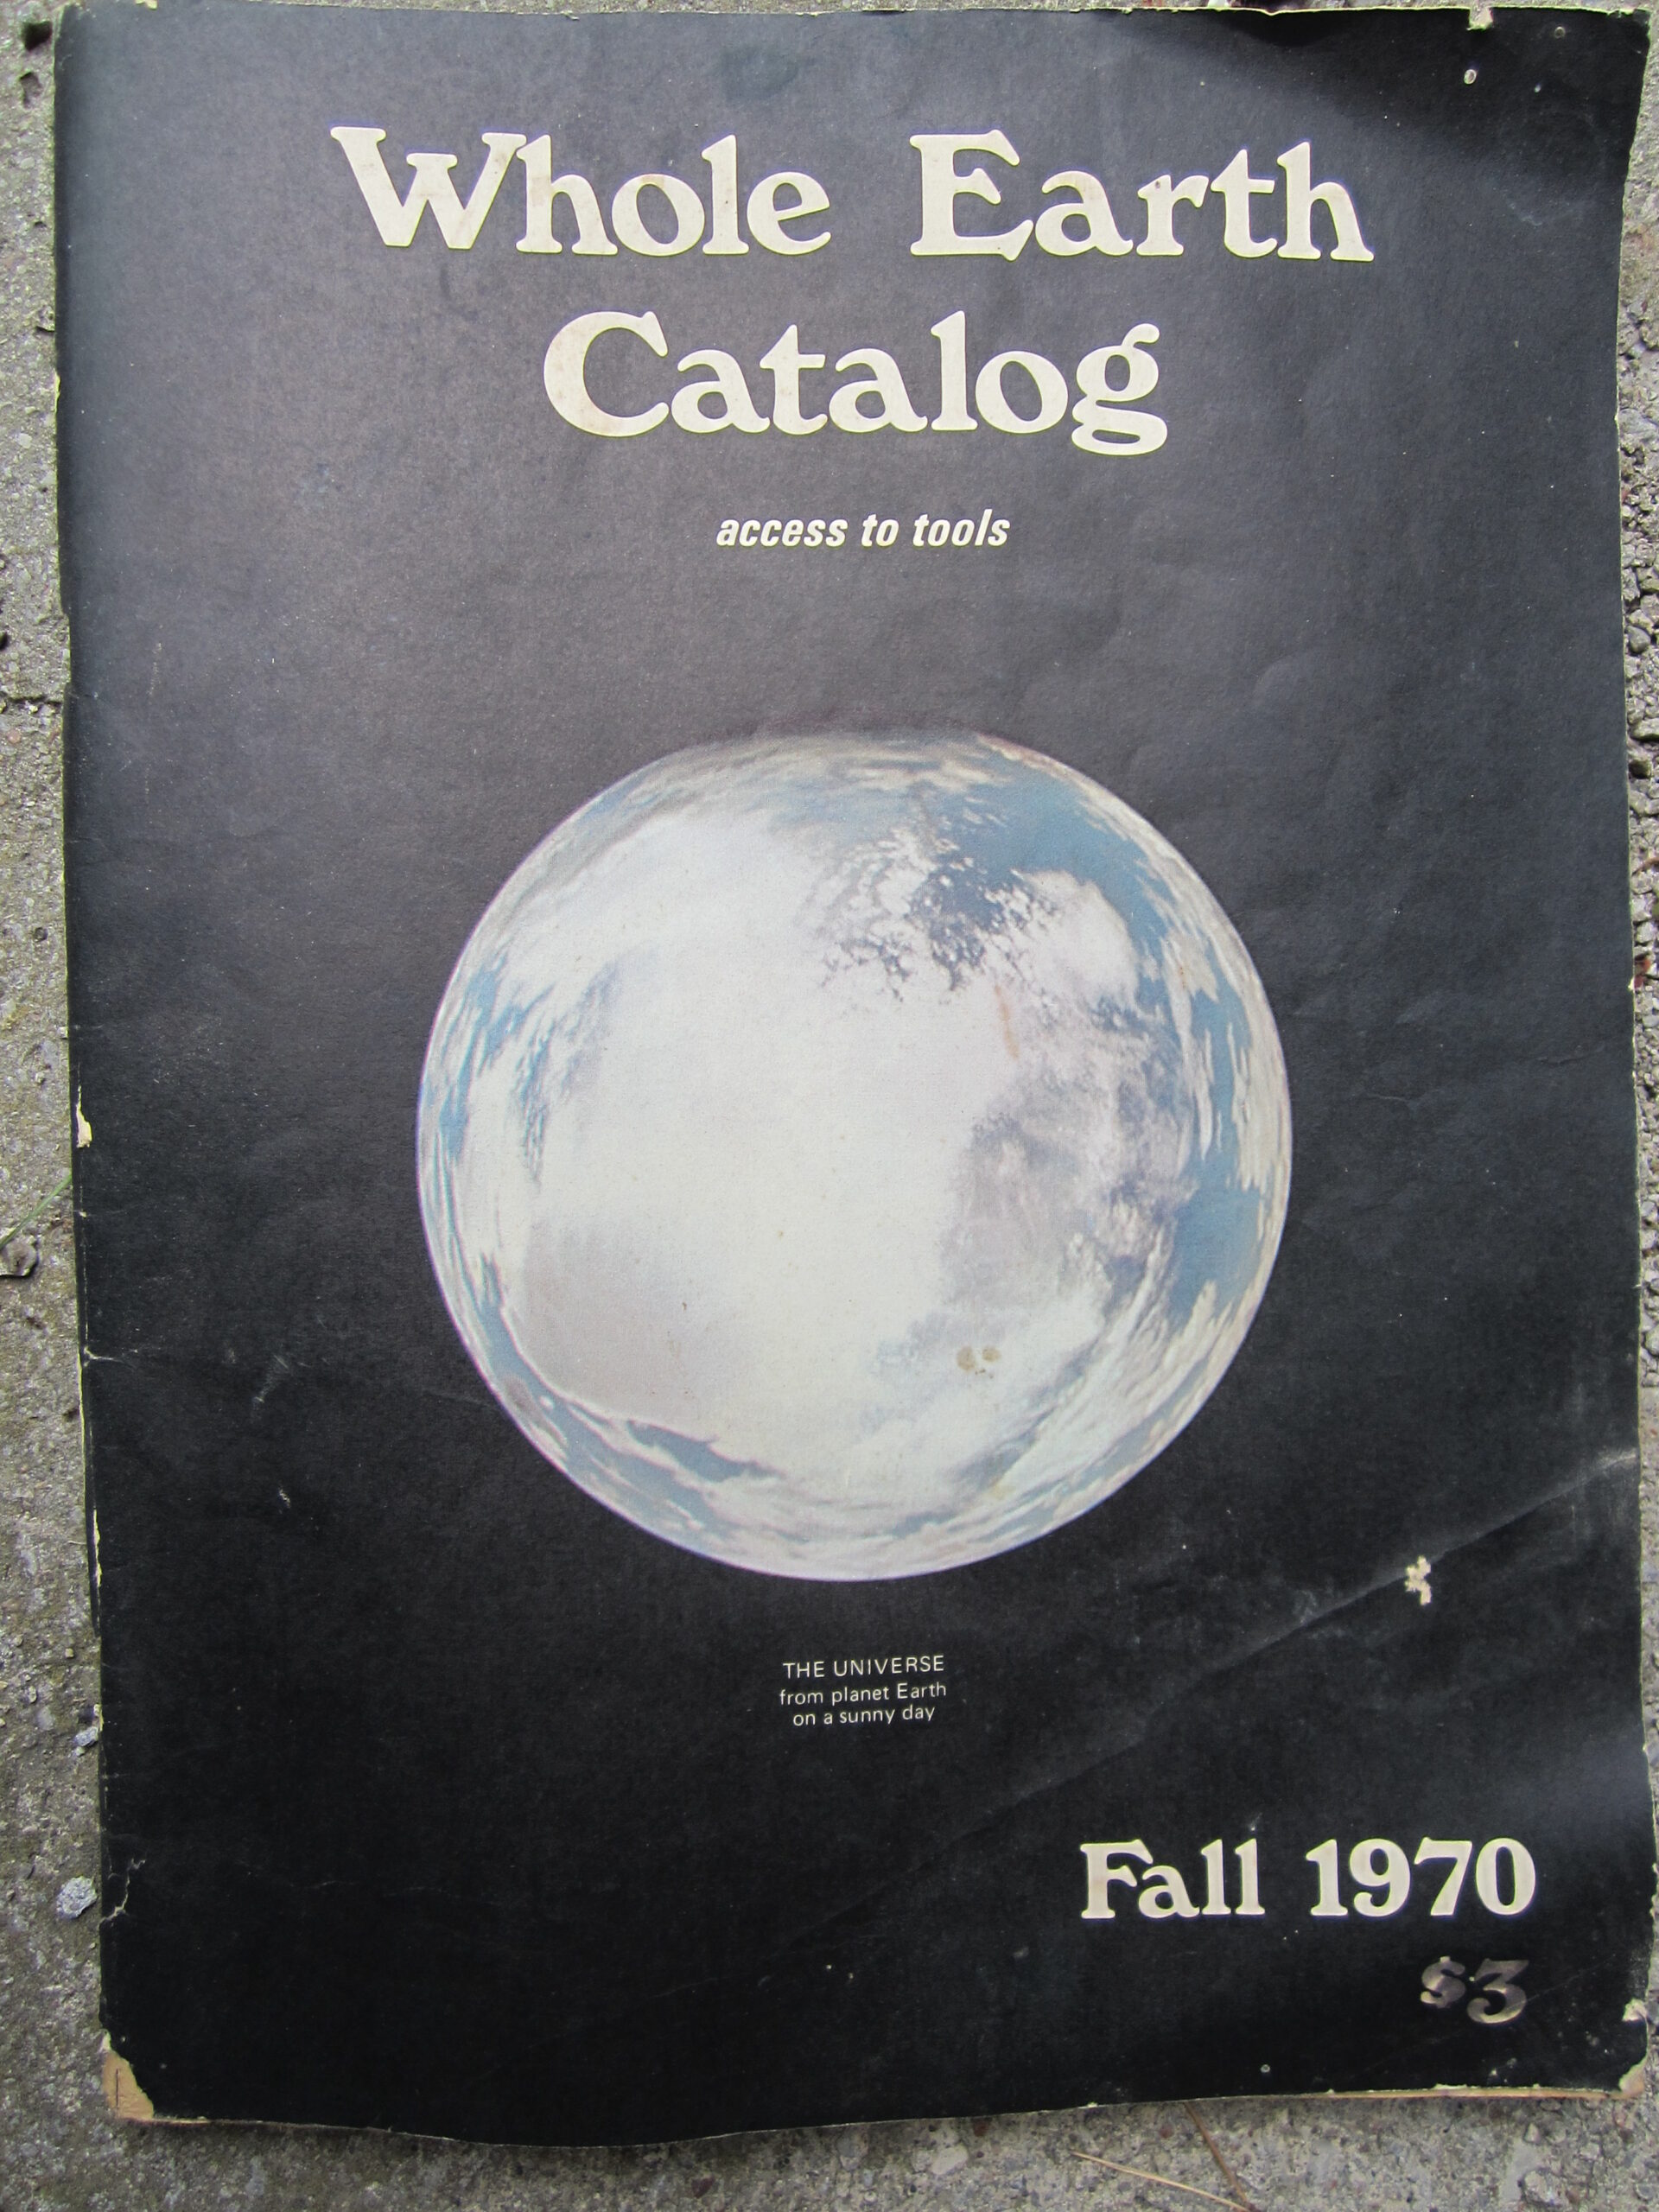 Whole Earth
Catalog
access to tools
THE UNIVERSE
from planet Earth
on a sunny day
Fall 1970
$3